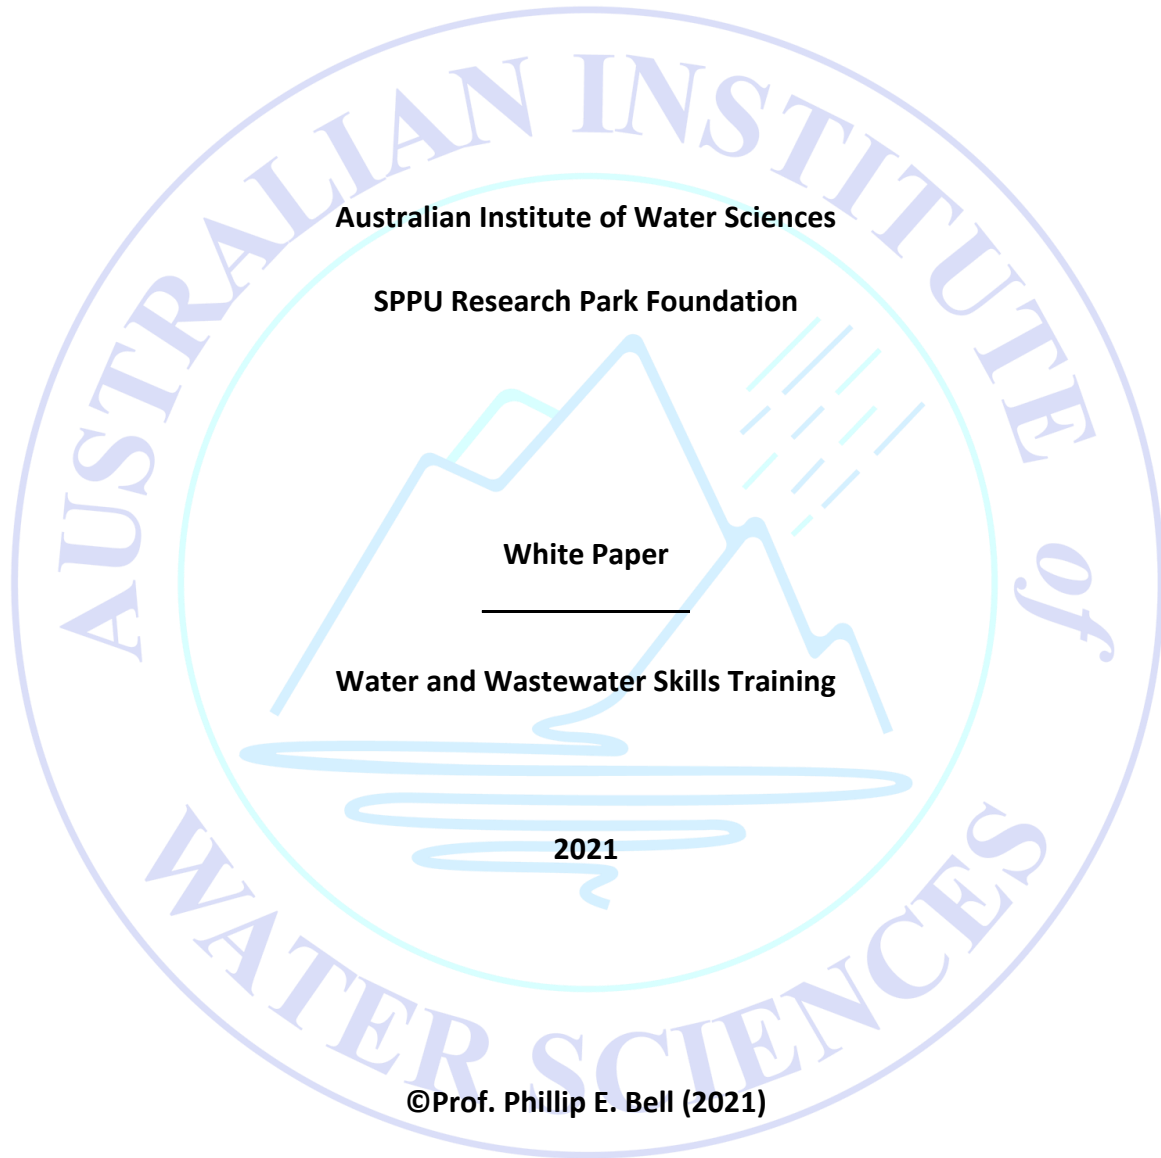 AUSTRALIAN INSTITUTE of
WATER SCIENCES
Australian Institute of Water Sciences
SPPU Research Park Foundation
White Paper
Water and Wastewater Skills Training
2021
©Prof. Phillip E. Bell (2021)